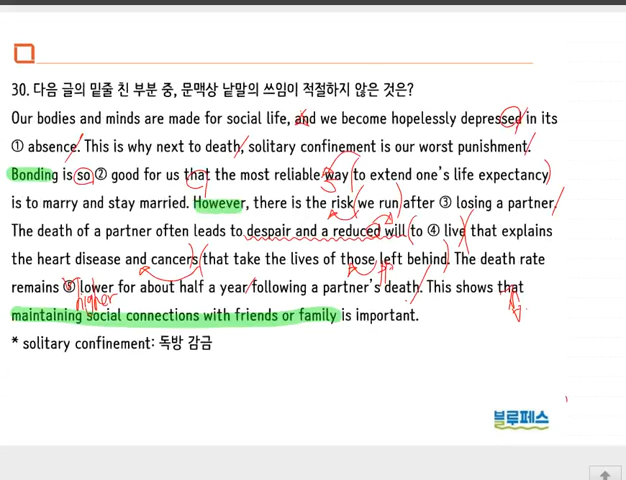 30. 다음 글의 밑줄 친 부분 중, 문맥상 낱말의 쓰임이 적절하지 않은 것은?
Our bodies and minds are made for social life, and we become hopelessly depressed in its
① absence. This is why next to death, solitary confinement is our worst punishment.
Bonding is so ② good for us that the most reliable way to extend one's life expectancy
is to marry and stay married. However, there is the risk we run after ③ losing a partner.
The death of a partner often leads to despair and a reduced will to ④ live that explains
the heart disease and cancers that take the lives of those left behind. The death rate
remains ⑤ lower for about half a year following a partner's death. This shows that
higher
maintaining social connections with friends or family is important.
* solitary confinement: 독방 감금
블루페스